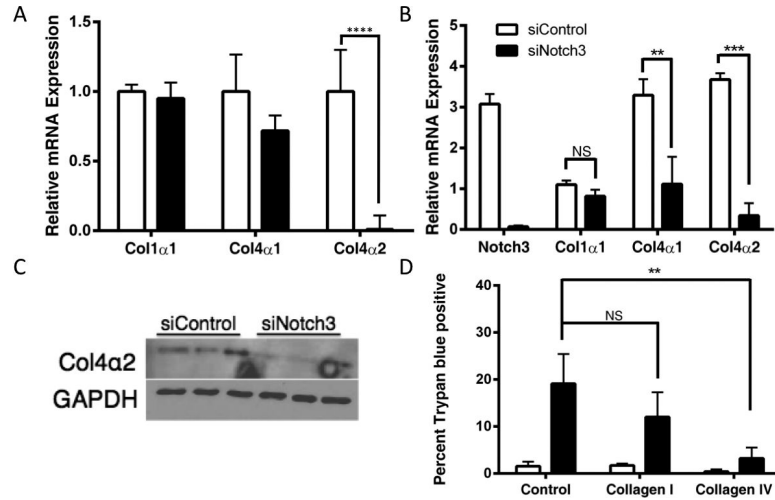 A
Relative mRNA Expression
1.5
1.0
0.5
0.0
****
Col1α1
Col4α1
Col4α2
B
Relative mRNA Expression
5
4
3
2
1
0
siControl
siNotch3
NS
**
***
Notch3
Col1α1
Col4α1
Col4α2
C
siControl
siNotch3
Col4α2
GAPDH
D
Percent Trypan blue positive
40
30
20
10
0
**
NS
Control
Collagen I
Collagen IV